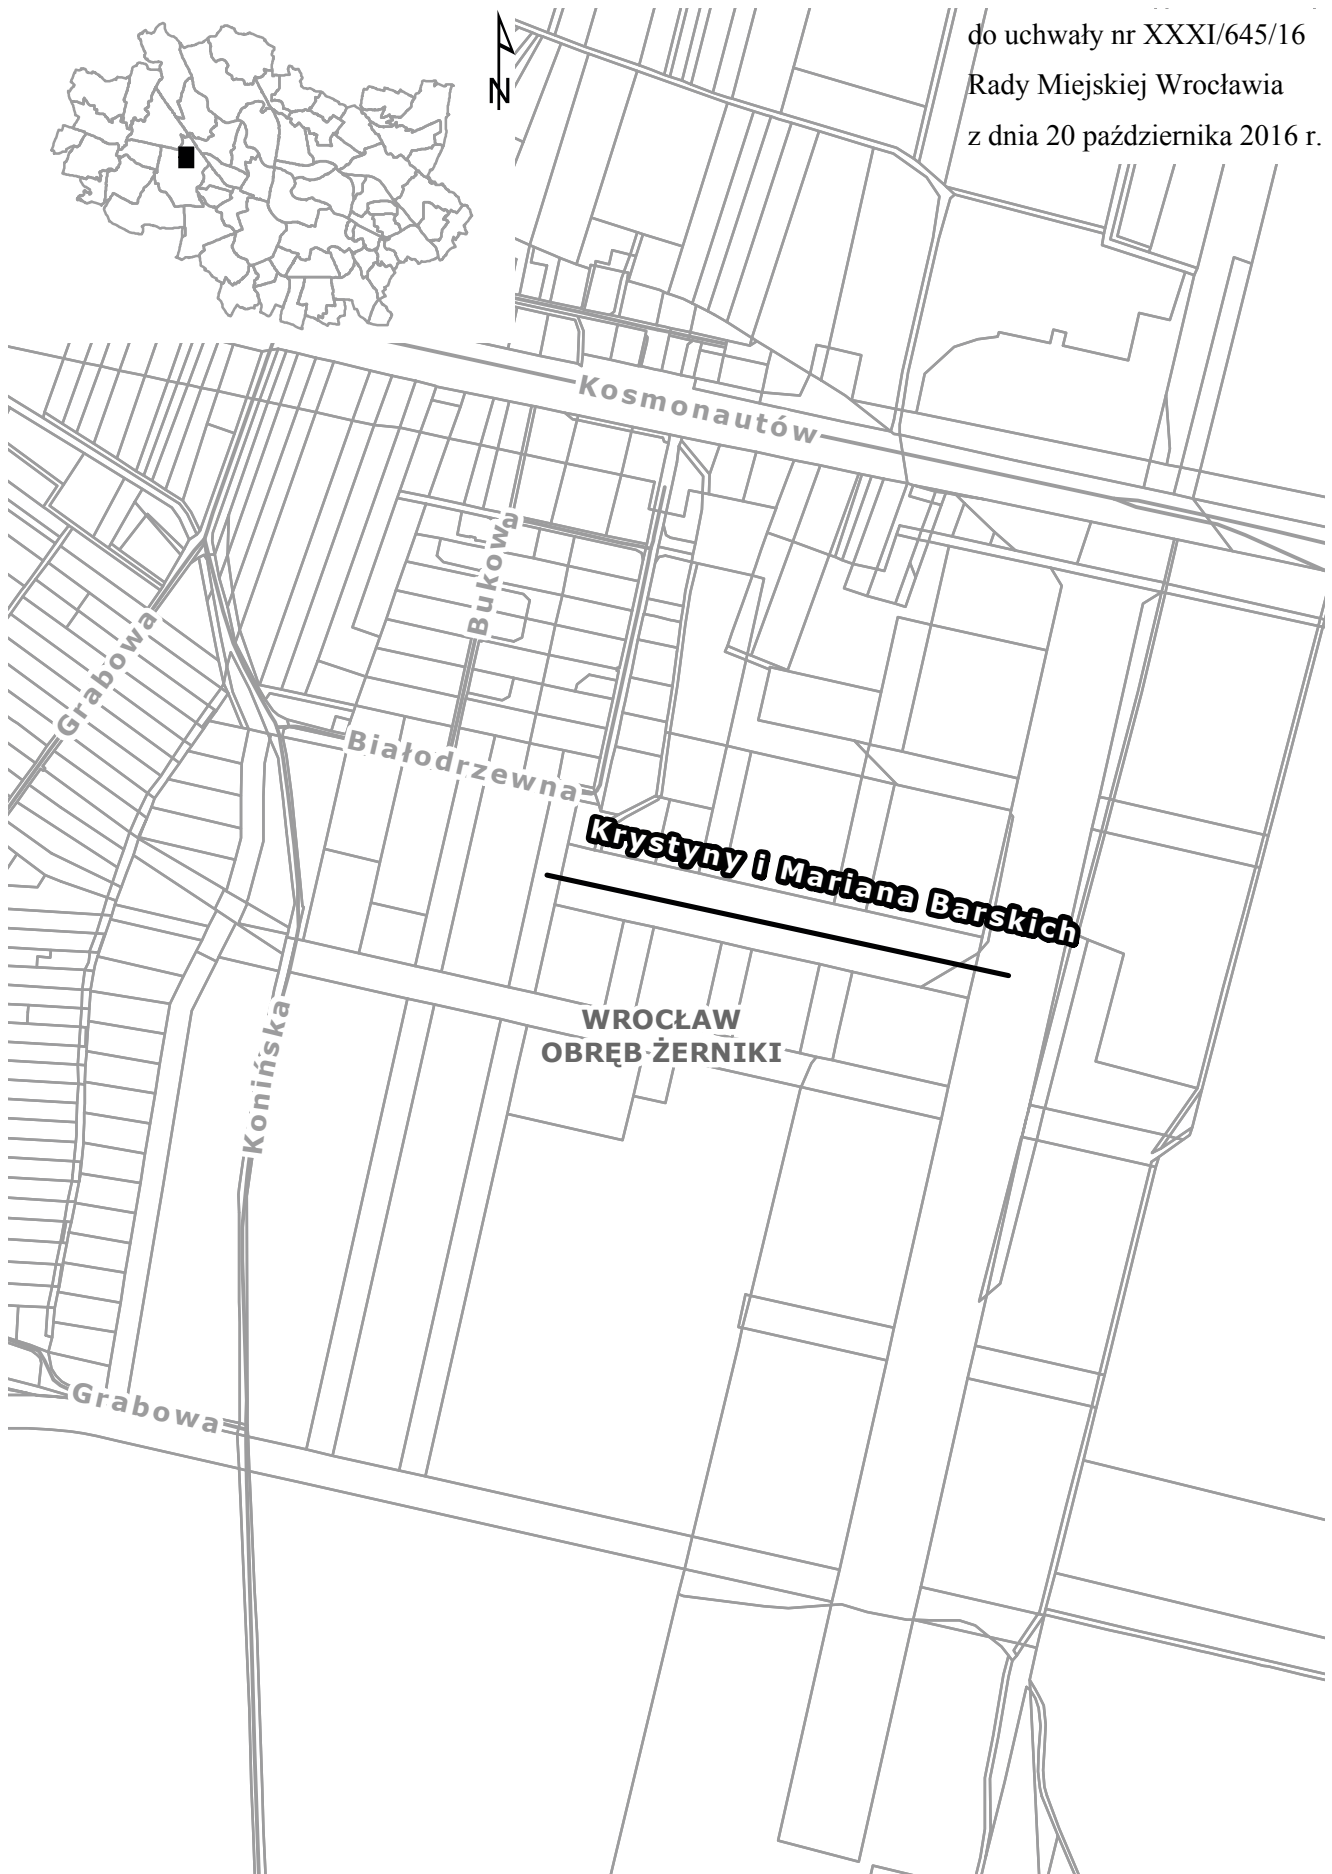 do uchwały nr XXXI/645/16
Rady Miejskiej Wrocławia
z dnia 20 października 2016 r.
N
Kosmonautów
Bukowa
Grabowa
Białodrzewna
Krystyny i Mariana Barskich
WROCŁAW
OBRĘB ŻERNIKI
Konińska
Grabowa